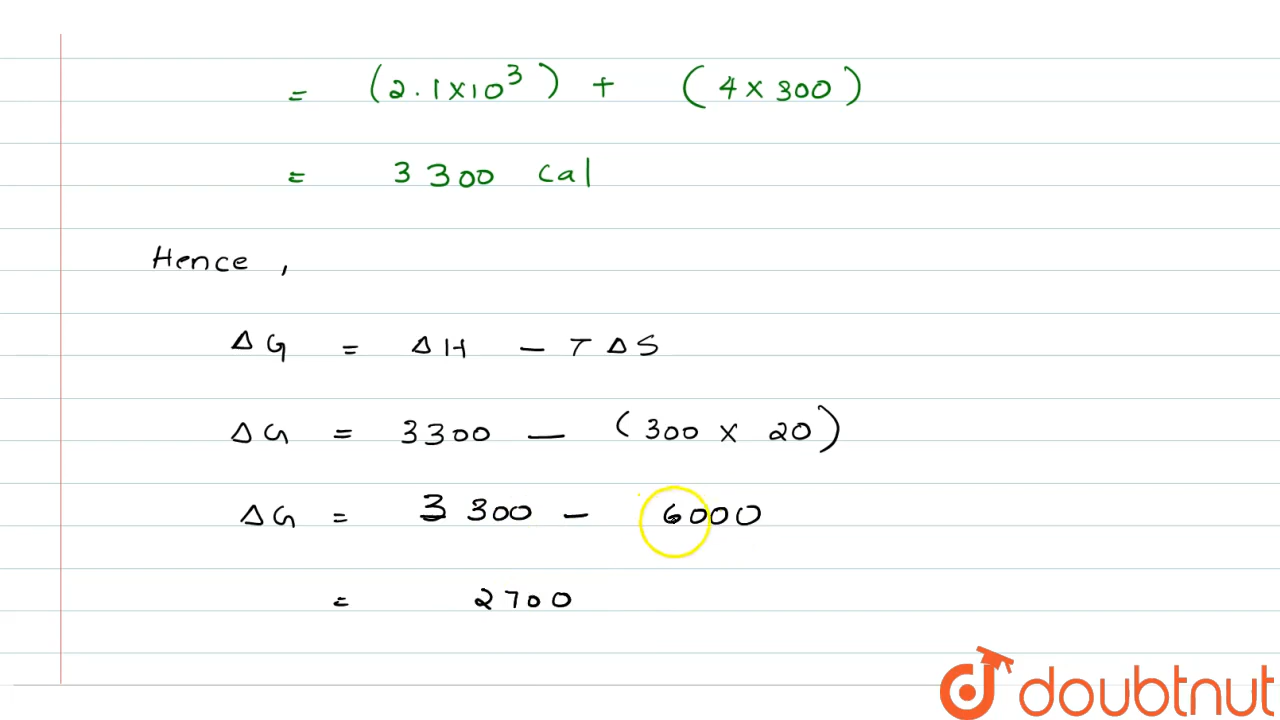 = (2.1×10³) + (4×300)
= 3300 Cal
Hence,
ΔG = ΔH - TΔS
ΔG = 3300 - (300 × 20)
ΔG = 3300 - 6000
= 2700
doubtnut